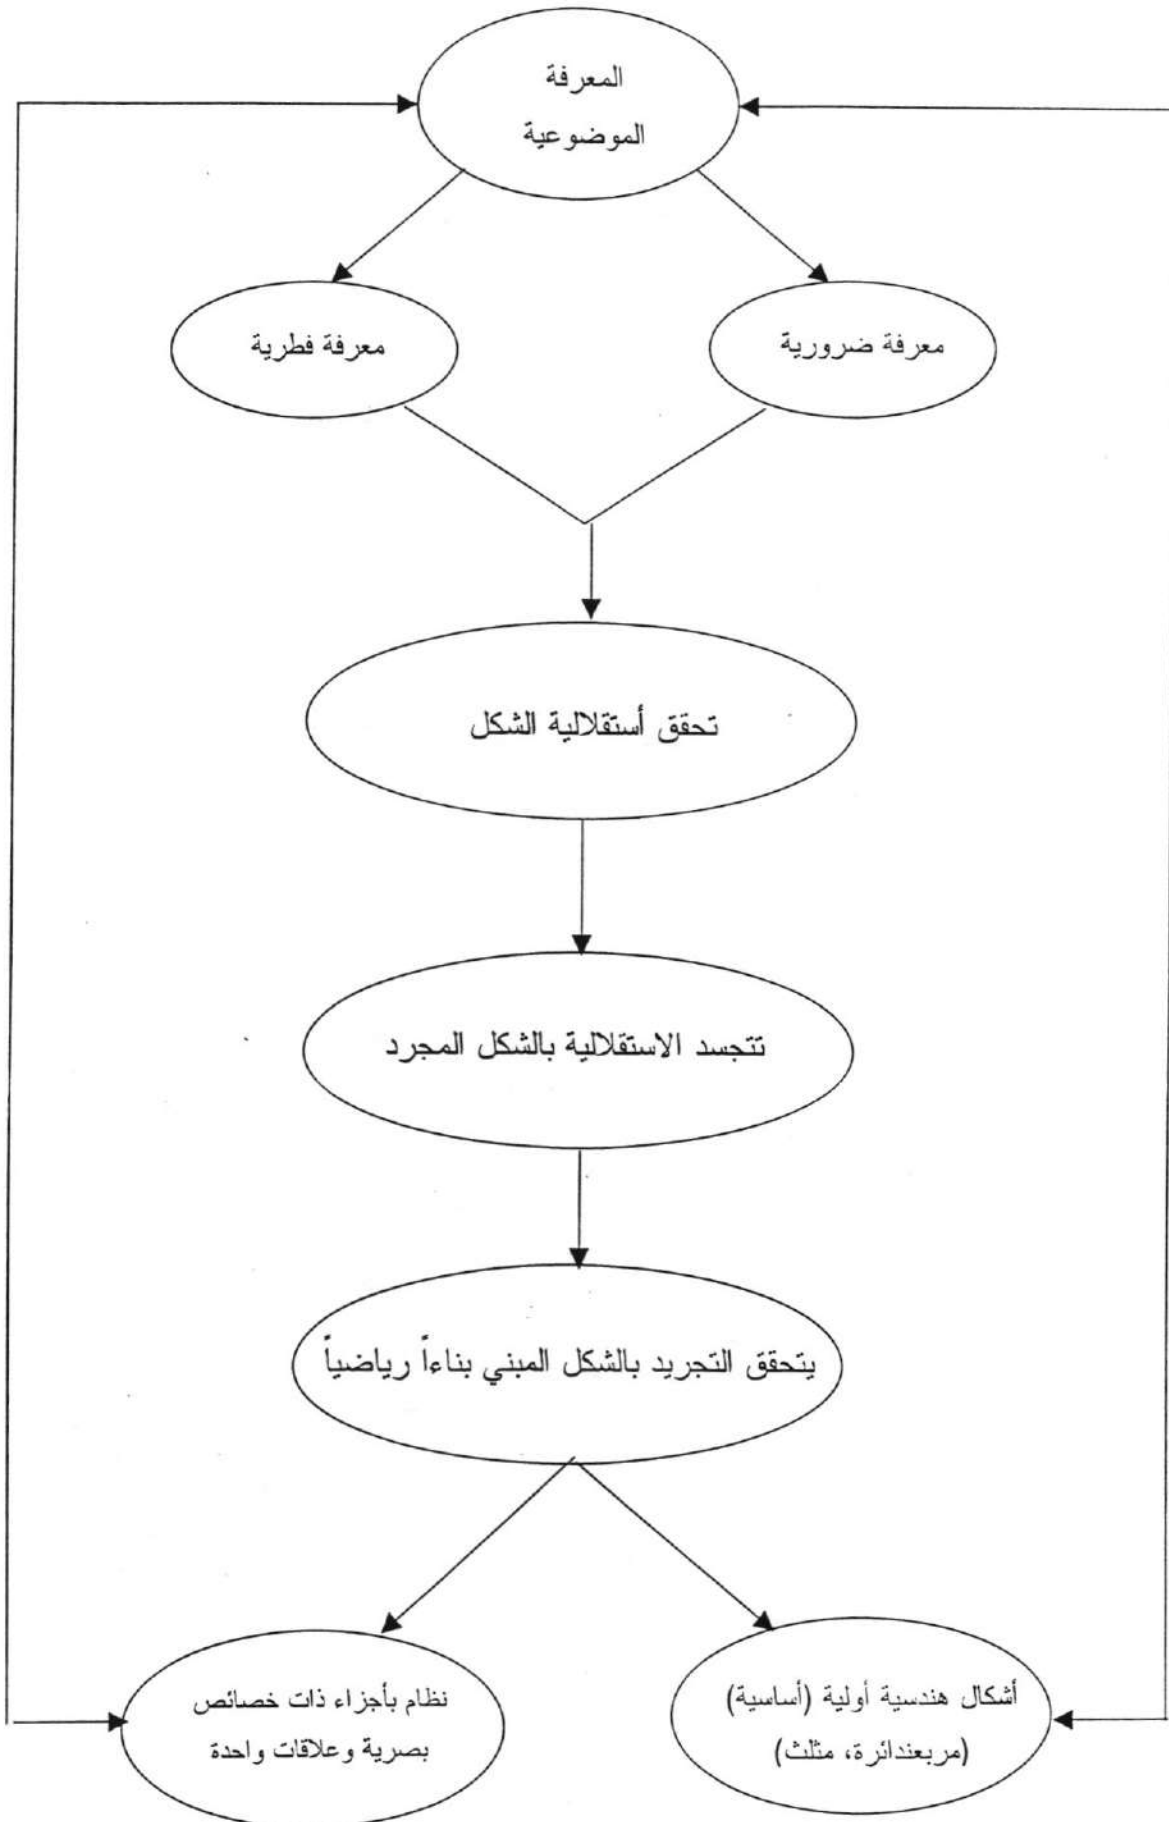 المعرفة
الموضوعية
معرفة ضرورية
معرفة فطرية
تحقق أستقلالية الشكل
تتجسد الاستقلالية بالشكل المجرد
يتحقق التجريد بالشكل المبني بناءاً رياضياً
أشكال هندسية أولية (أساسية)
(مربعندائرة، مثلث)
نظام بأجزاء ذات خصائص
بصرية وعلاقات واحدة